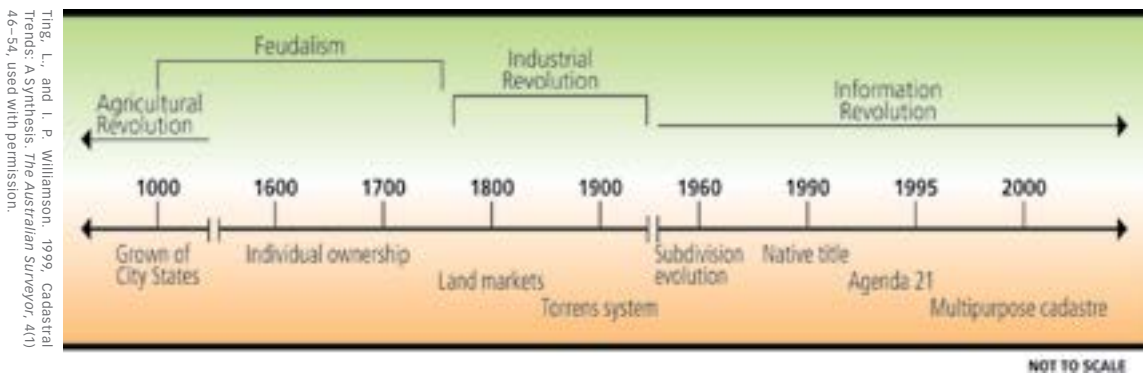 Ting, L., and I. P. Williamson. 1999, Cadastral
Trends: A Synthesis. The Australian Surveyor, 4(1)
46–54, used with permission.
Feudalism
Industrial
Revolution
Agricultural
Revolution
Information
Revolution
1000 1600 1700 1800 1900 1960 1990 1995 2000
Grown of
City States
Individual ownership
Land markets
Torrens system
Subdivision
evolution
Native title
Agenda 21
Multipurpose cadastre
NOT TO SCALE